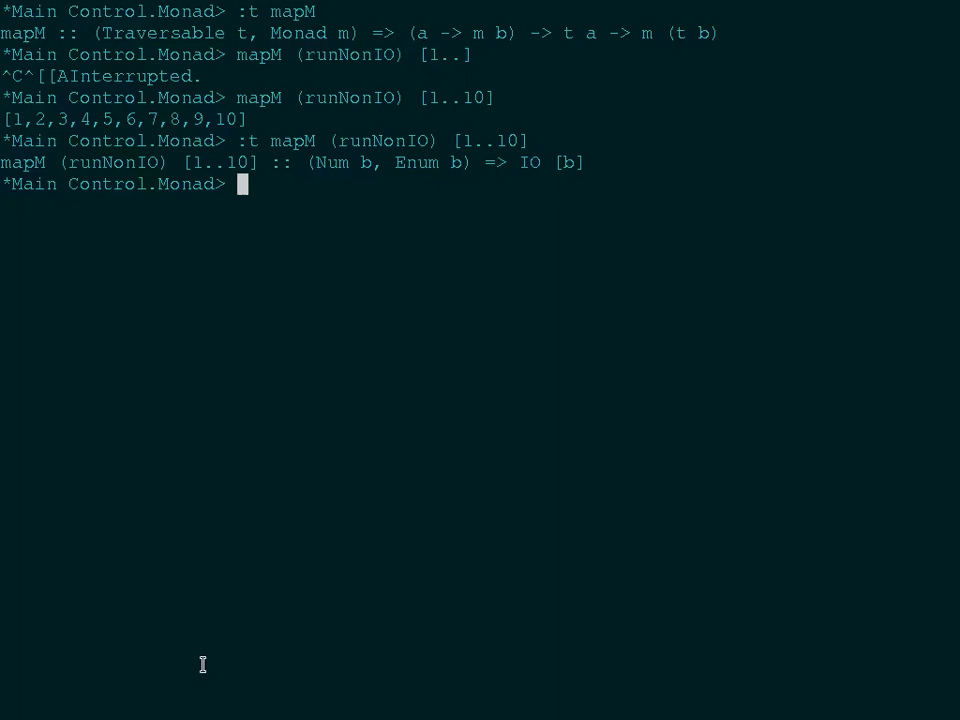 *Main Control.Monad> :t mapM
mapM :: (Traversable t, Monad m) => (a -> m b) -> t a -> m (t b)
*Main Control.Monad> mapM (runNonIO) [1..]
^C^[[AInterrupted.
*Main Control.Monad> mapM (runNonIO) [1..10]
[1,2,3,4,5,6,7,8,9,10]
*Main Control.Monad> :t mapM (runNonIO) [1..10]
mapM (runNonIO) [1..10] :: (Num b, Enum b) => IO [b]
*Main Control.Monad>